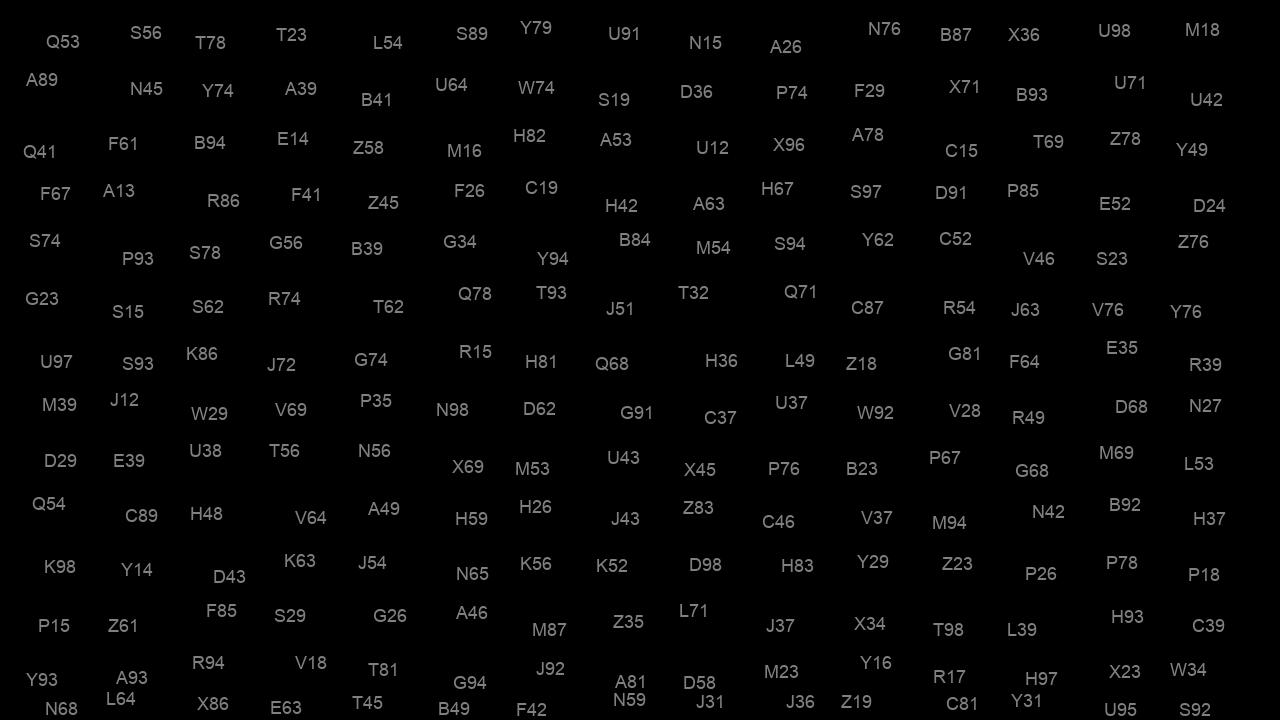 Q53 S56 T78 T23 L54 S89 Y79 U91 N15 A26 N76 B87 X36 U98 M18
A89 N45 Y74 A39 B41 U64 W74 S19 D36 P74 F29 X71 B93 U71 U42
Q41 F61 B94 E14 Z58 M16 H82 A53 U12 X96 A78 C15 T69 Z78 Y49
F67 A13 R86 F41 Z45 F26 C19 H42 A63 H67 S97 D91 P85 E52 D24
S74 P93 S78 G56 B39 G34 Y94 B84 M54 S94 Y62 C52 V46 S23 Z76
G23 S15 S62 R74 T62 Q78 T93 J51 T32 Q71 C87 R54 J63 V76 Y76
U97 S93 K86 J72 G74 R15 H81 Q68 H36 L49 Z18 G81 F64 E35 R39
M39 J12 W29 V69 P35 N98 D62 G91 C37 U37 W92 V28 R49 D68 N27
D29 E39 U38 T56 N56 X69 M53 U43 X45 P76 B23 P67 G68 M69 L53
Q54 C89 H48 V64 A49 H59 H26 J43 Z83 C46 V37 M94 N42 B92 H37
K98 Y14 D43 K63 J54 N65 K56 K52 D98 H83 Y29 Z23 P26 P78 P18
P15 Z61 F85 S29 G26 A46 M87 Z35 L71 J37 X34 T98 L39 H93 C39
Y93 A93 R94 V18 T81 G94 J92 A81 D58 M23 Y16 R17 H97 X23 W34
N68 L64 X86 E63 T45 B49 F42 N59 J31 J36 Z19 C81 Y31 U95 S92